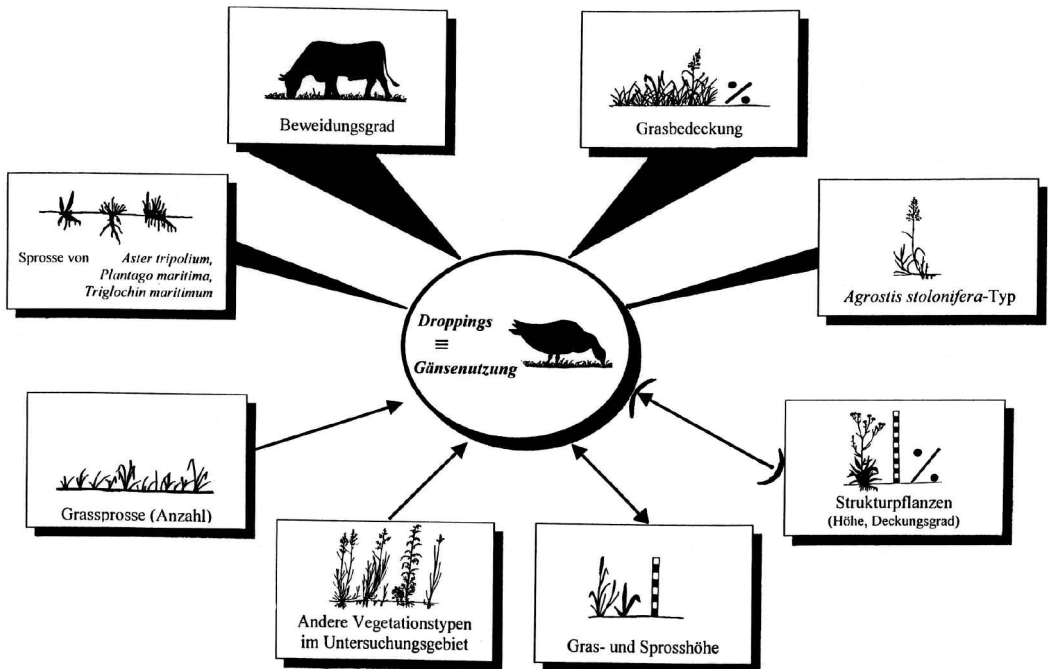 Beweidungsgrad
%
Grasbedeckung
Sprosse von Aster tripolium,
Plantago maritima,
Triglochin maritimum
Agrostis stolonifera-Typ
Droppings
≡
Gänsenutzung
Grassprosse (Anzahl)
%
Strukturpflanzen
(Höhe, Deckungsgrad)
Andere Vegetationstypen
im Untersuchungsgebiet
Gras- und Sprosshöhe